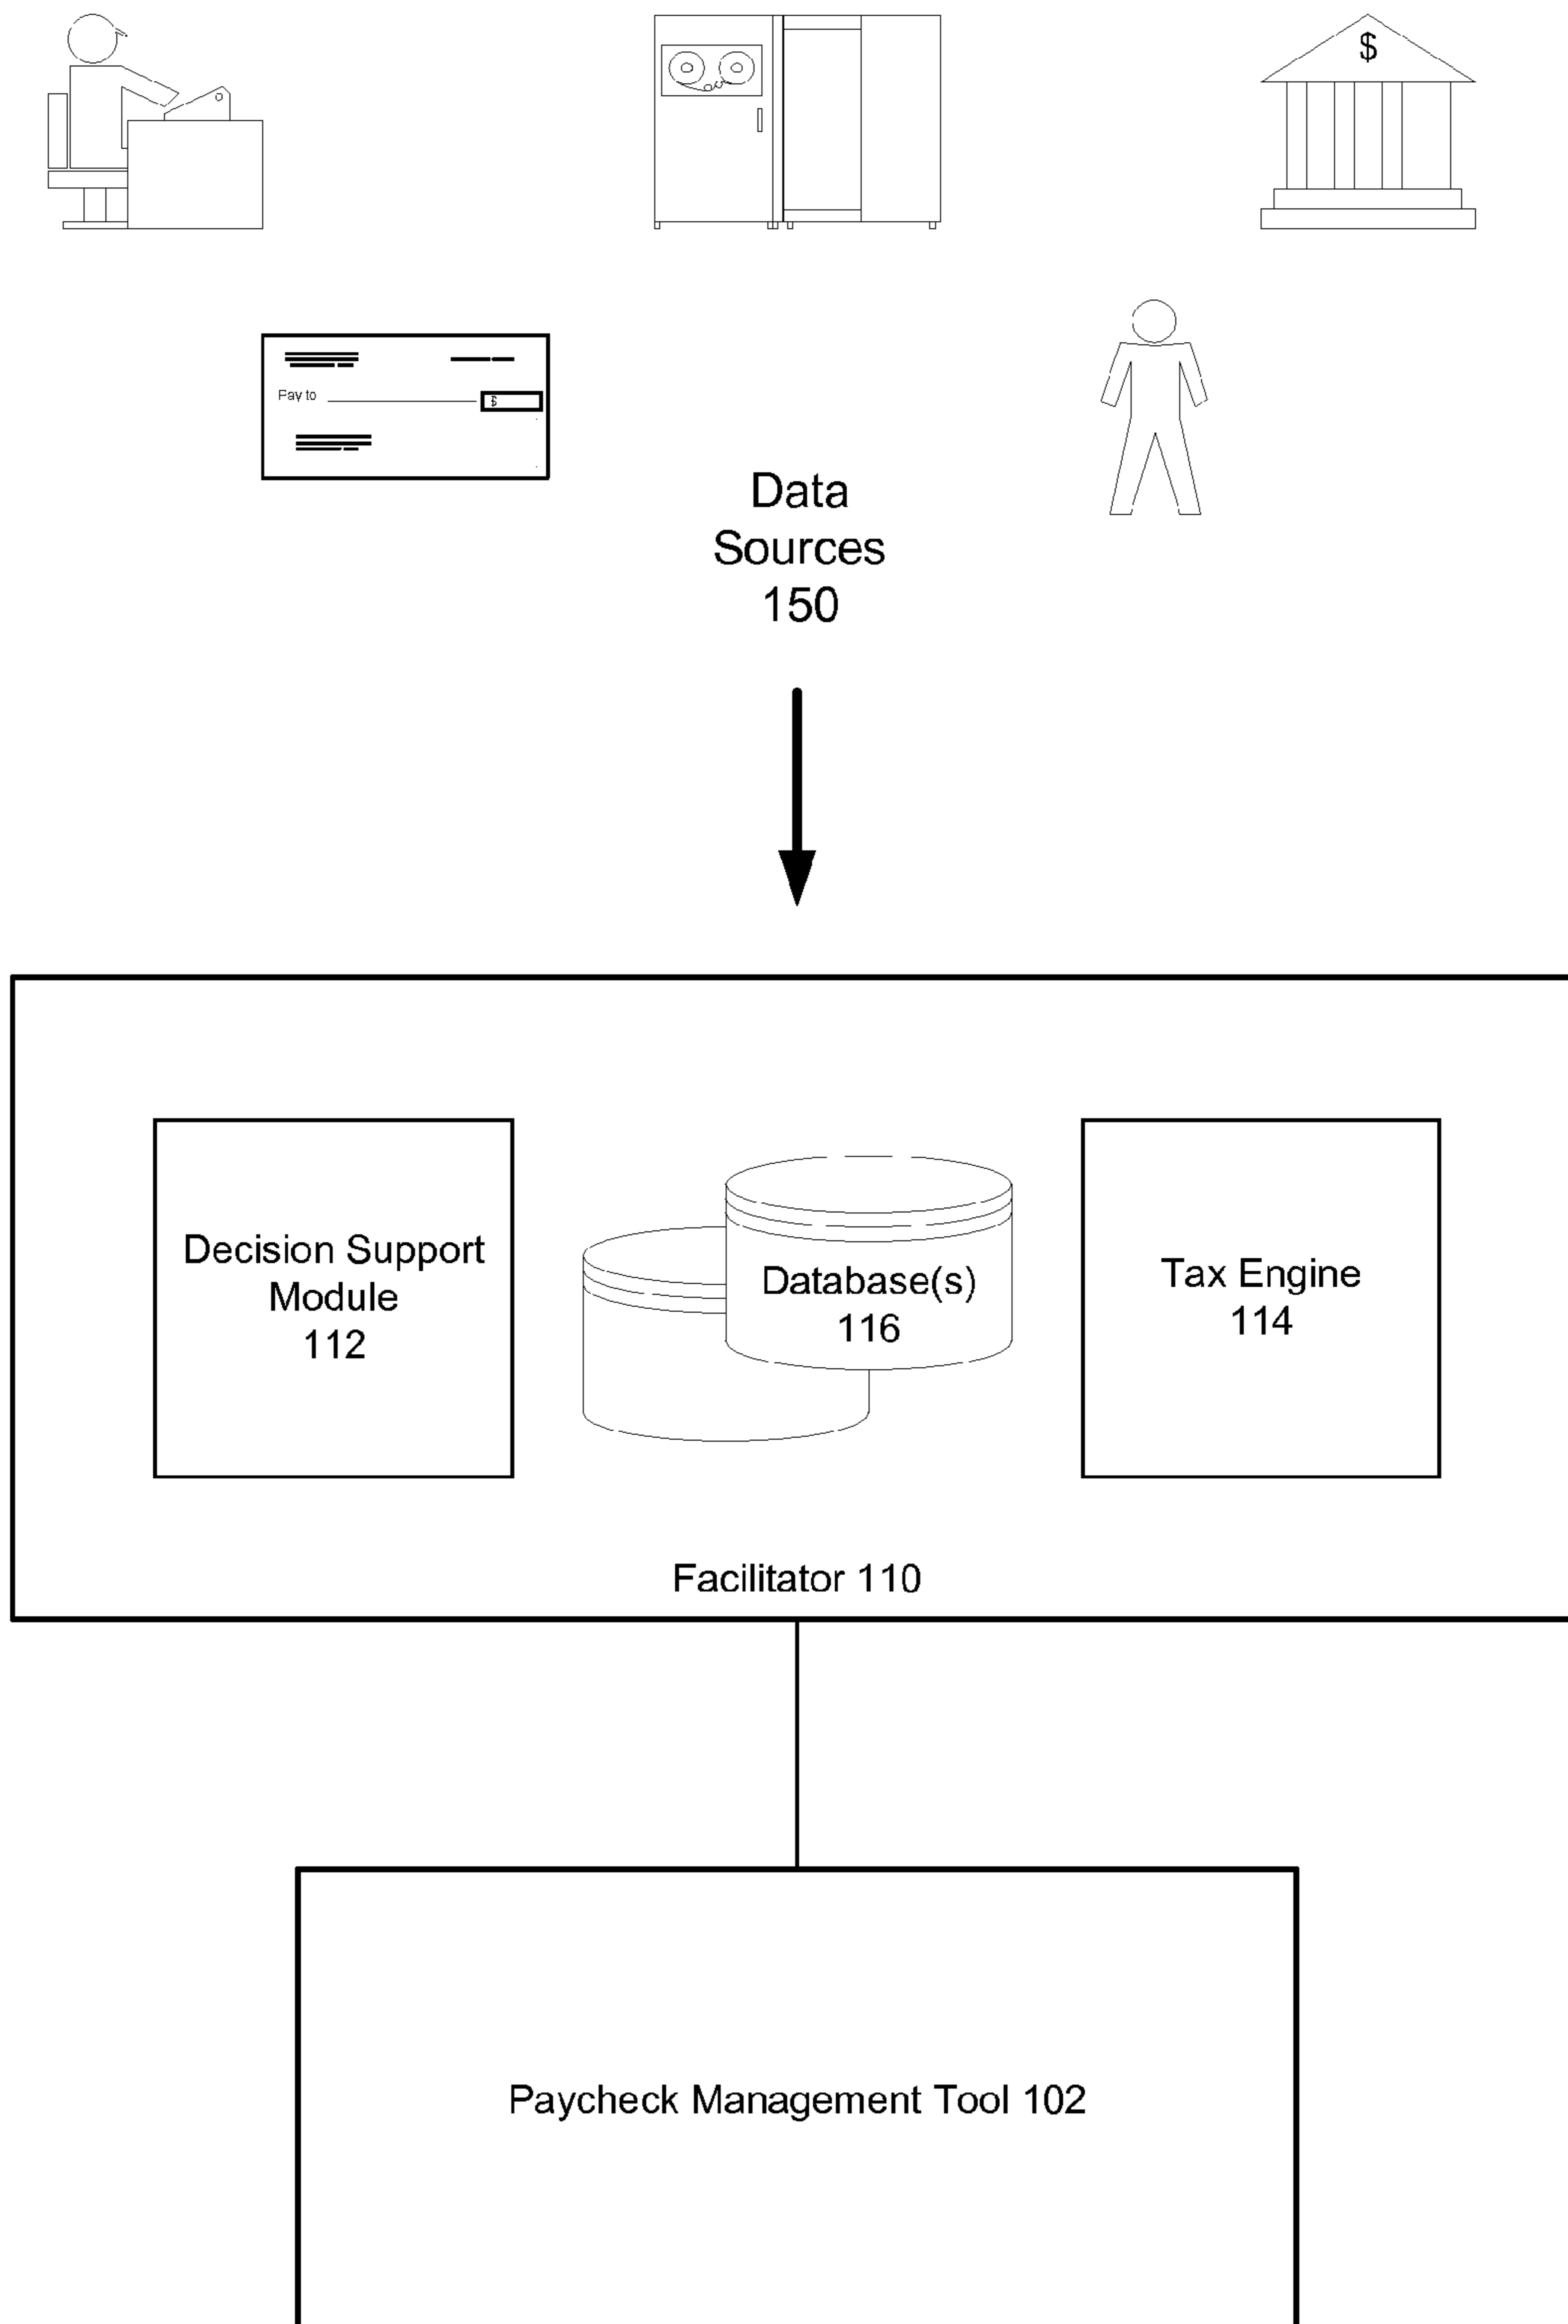 $
Pay to
$
Data
Sources
150
Decision Support
Module
112
Database(s)
116
Tax Engine
114
Facilitator 110
Paycheck Management Tool 102